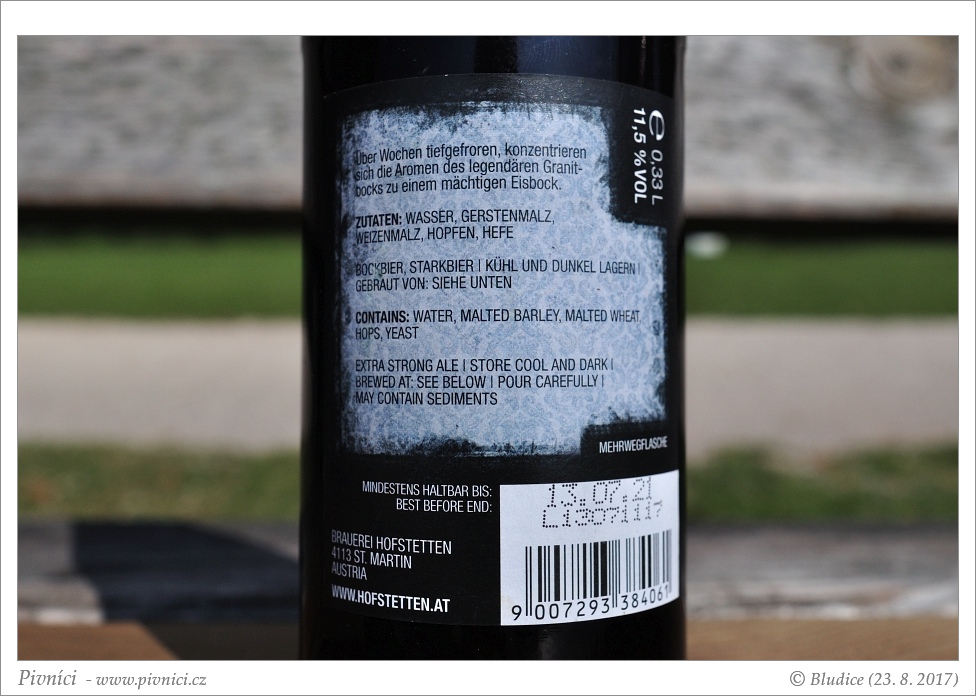 Über Wochen tiefgefroren, konzentrieren
sich die Aromen des legendären Granit-
bocks zu einem mächtigen Eisbock.
ZUTATEN: WASSER, GERSTENMALZ,
WEIZENMALZ, HOPFEN, HEFE
BOCKBIER, STARKBIER | KÜHL UND DUNKEL LAGERN |
GEBRAUT VON: SIEHE UNTEN
CONTAINS: WATER, MALTED BARLEY, MALTED WHEAT,
HOPS, YEAST
EXTRA STRONG ALE | STORE COOL AND DARK |
BREWED AT: SEE BELOW | POUR CAREFULLY |
MAY CONTAIN SEDIMENTS
e 0,33 L
11,5 % VOL
MEHRWEGFLASCHE
MINDESTENS HALTBAR BIS:
BEST BEFORE END:
13.07.21
L13071117
BRAUEREI HOFSTETTEN
4113 ST. MARTIN
AUSTRIA
WWW.HOFSTETTEN.AT
9 007293 384061
Pivníci - www.pivnici.cz
© Bludice (23. 8. 2017)